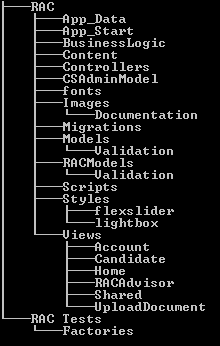 RAC
App_Data
App_Start
BusinessLogic
Content
Controllers
CSAdminModel
fonts
Images
Documentation
Migrations
Models
Validation
RACModels
Validation
Scripts
Styles
flexslider
lightbox
Views
Account
Candidate
Home
RACAdvisor
Shared
UploadDocument
RAC Tests
Factories